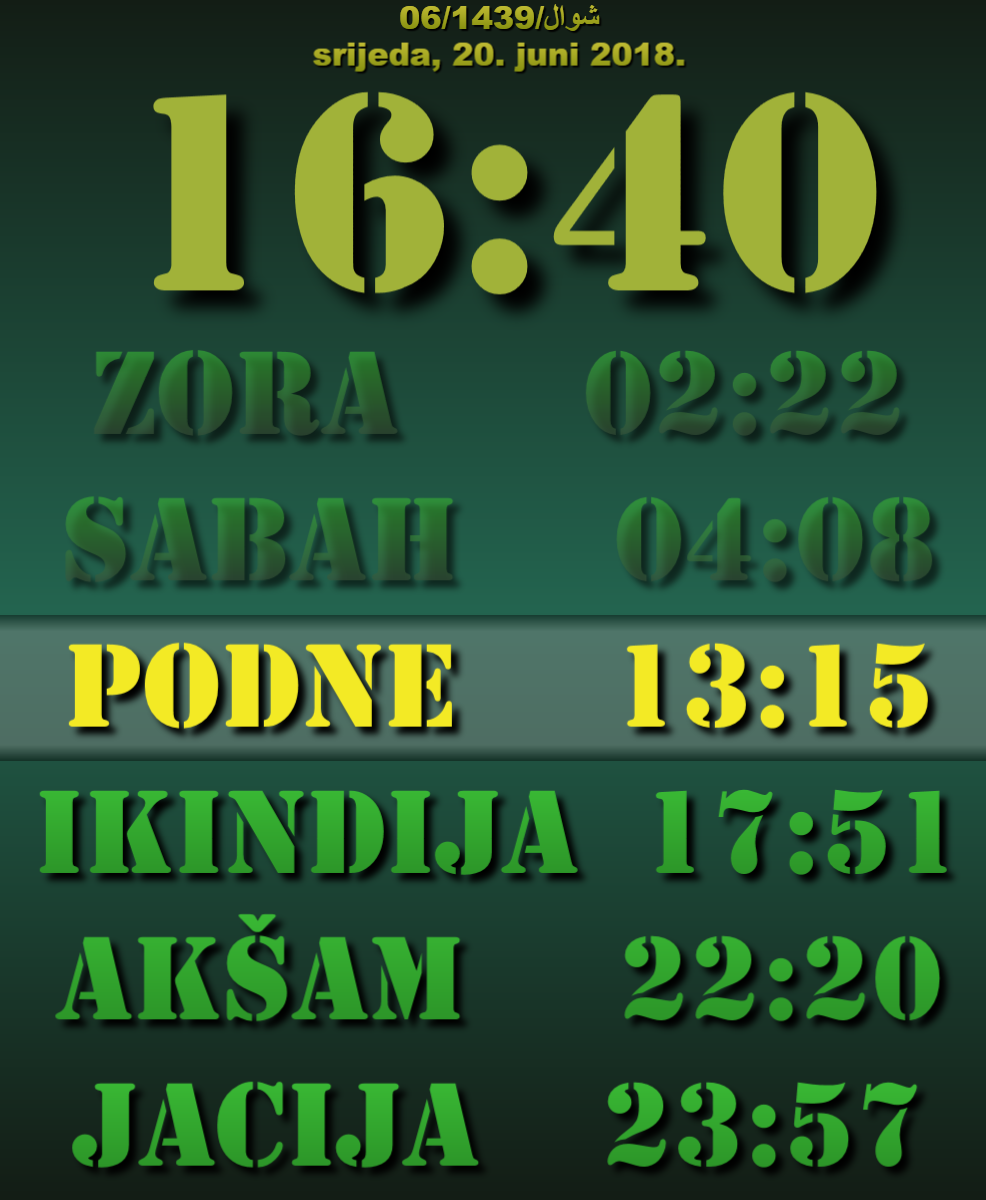 06/شوال/1439
srijeda, 20. juni 2018.
16:40
ZORA 02:22
SABAH 04:08
PODNE 13:15
IKINDIJA 17:51
AKŠAM 22:20
JACIJA 23:57